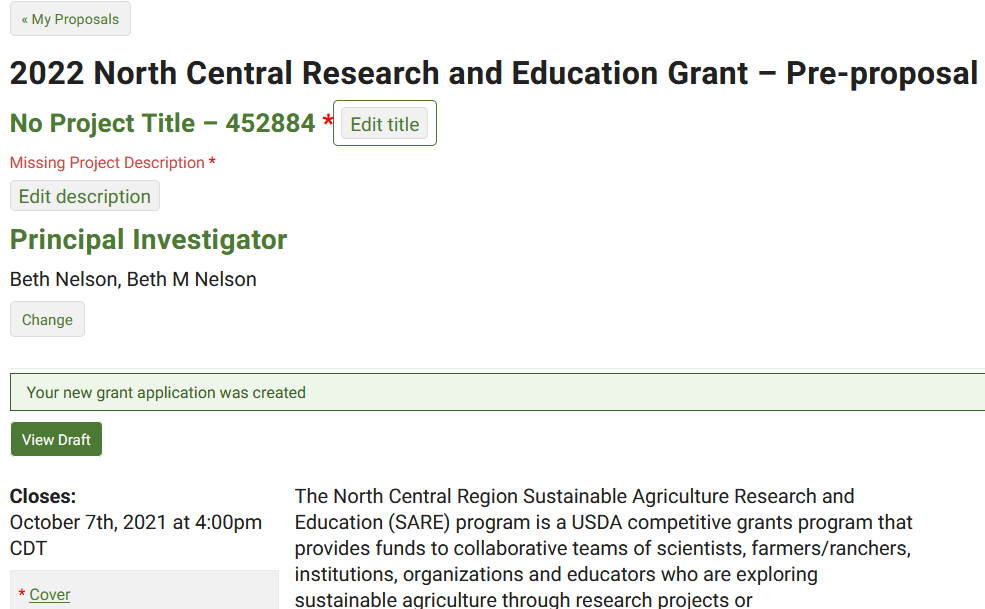 « My Proposals
2022 North Central Research and Education Grant – Pre-proposal
No Project Title – 452884 * Edit title
Missing Project Description *
Edit description
Principal Investigator
Beth Nelson, Beth M Nelson
Change
Your new grant application was created
View Draft
Closes:
October 7th, 2021 at 4:00pm
CDT
* Cover
The North Central Region Sustainable Agriculture Research and
Education (SARE) program is a USDA competitive grants program that
provides funds to collaborative teams of scientists, farmers/ranchers,
institutions, organizations and educators who are exploring
sustainable agriculture through research projects or